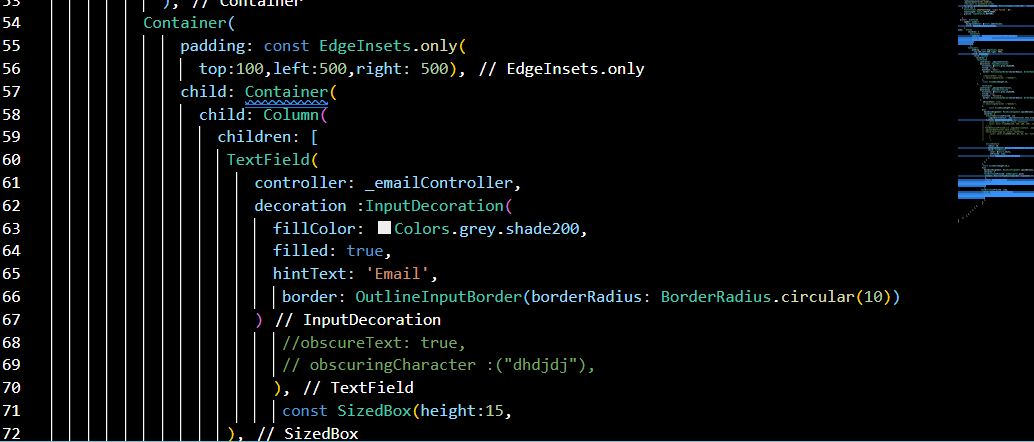 53 ), // Container
54 Container(
55 padding: const EdgeInsets.only(
56 top:100,left:500,right: 500), // EdgeInsets.only
57 child: Container(
58 child: Column(
59 children: [
60 TextField(
61 controller: _emailController,
62 decoration :InputDecoration(
63 fillColor: Colors.grey.shade200,
64 filled: true,
65 hintText: 'Email',
66 border: OutlineInputBorder(borderRadius: BorderRadius.circular(10))
67 ) // InputDecoration
68 //obscureText: true,
69 // obscuringCharacter :("dhdjdj"),
70 ), // TextField
71 const SizedBox(height:15,
72 ), // SizedBox